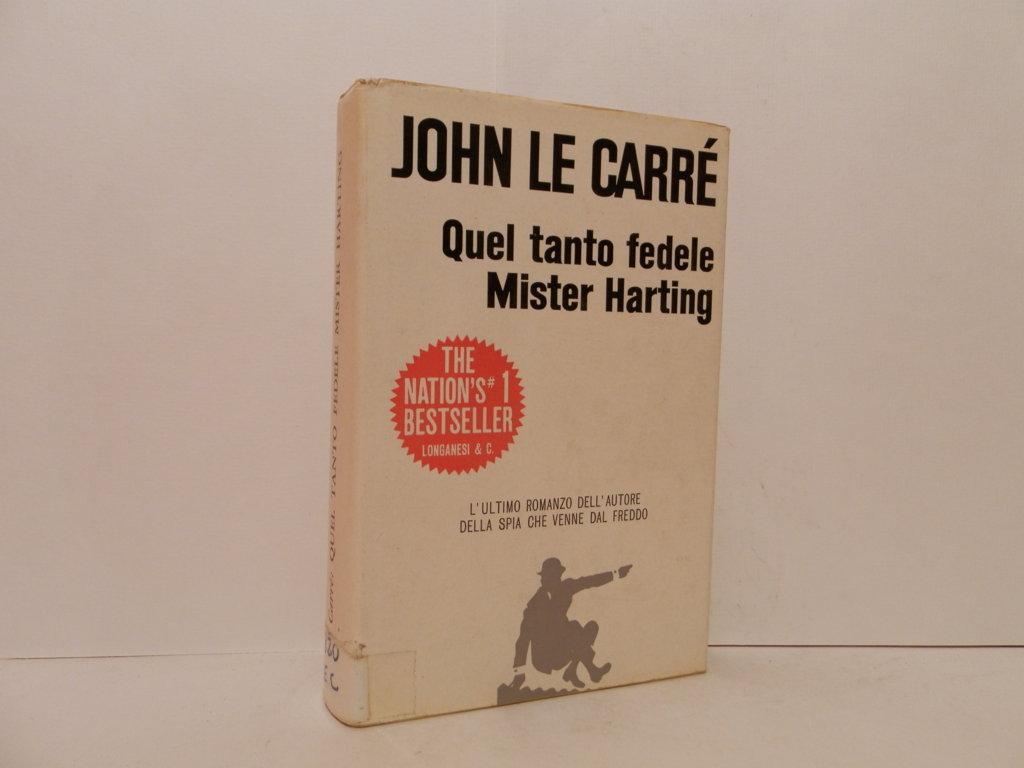 JOHN LE CARRÉ
Quel tanto fedele
Mister Harting
THE
NATION'S #1
BESTSELLER
LONGANESI & C.
L'ULTIMO ROMANZO DELL'AUTORE
DELLA SPIA CHE VENNE DAL FREDDO
QUEL TANTO FEDELE MISTER HARTING